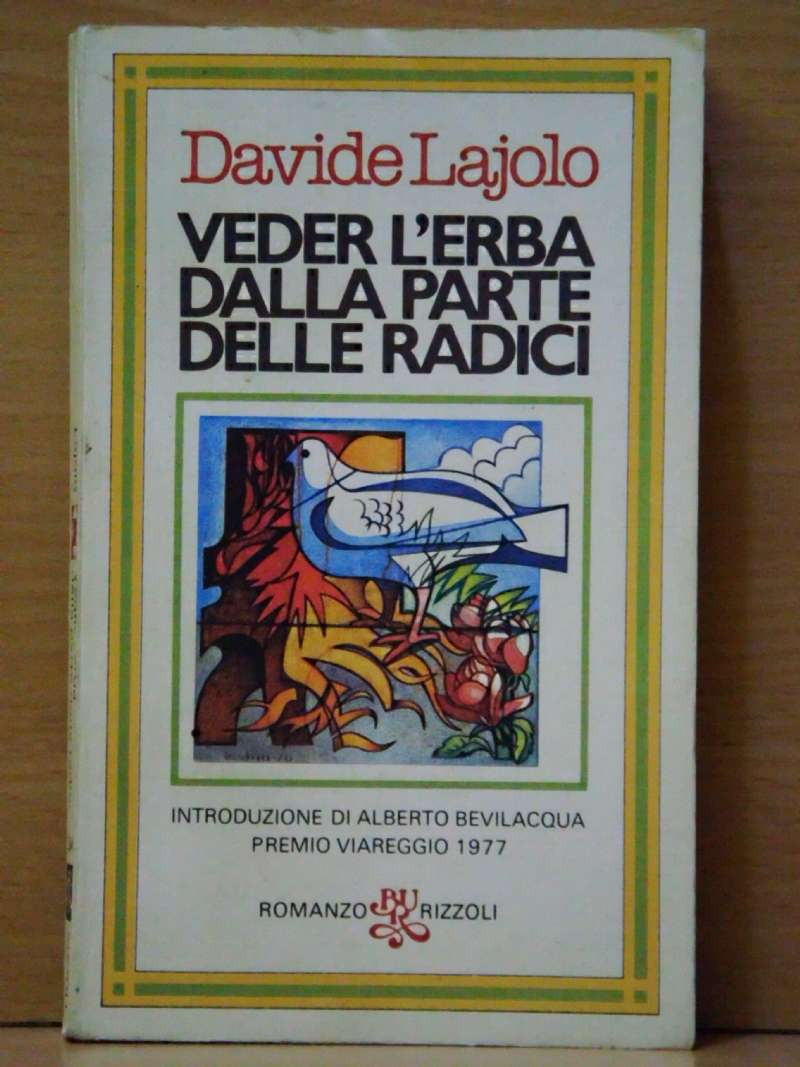 Davide Lajolo
VEDER L'ERBA
DALLA PARTE
DELLE RADICI
INTRODUZIONE DI ALBERTO BEVILACQUA
PREMIO VIAREGGIO 1977
ROMANZO BUR RIZZOLI